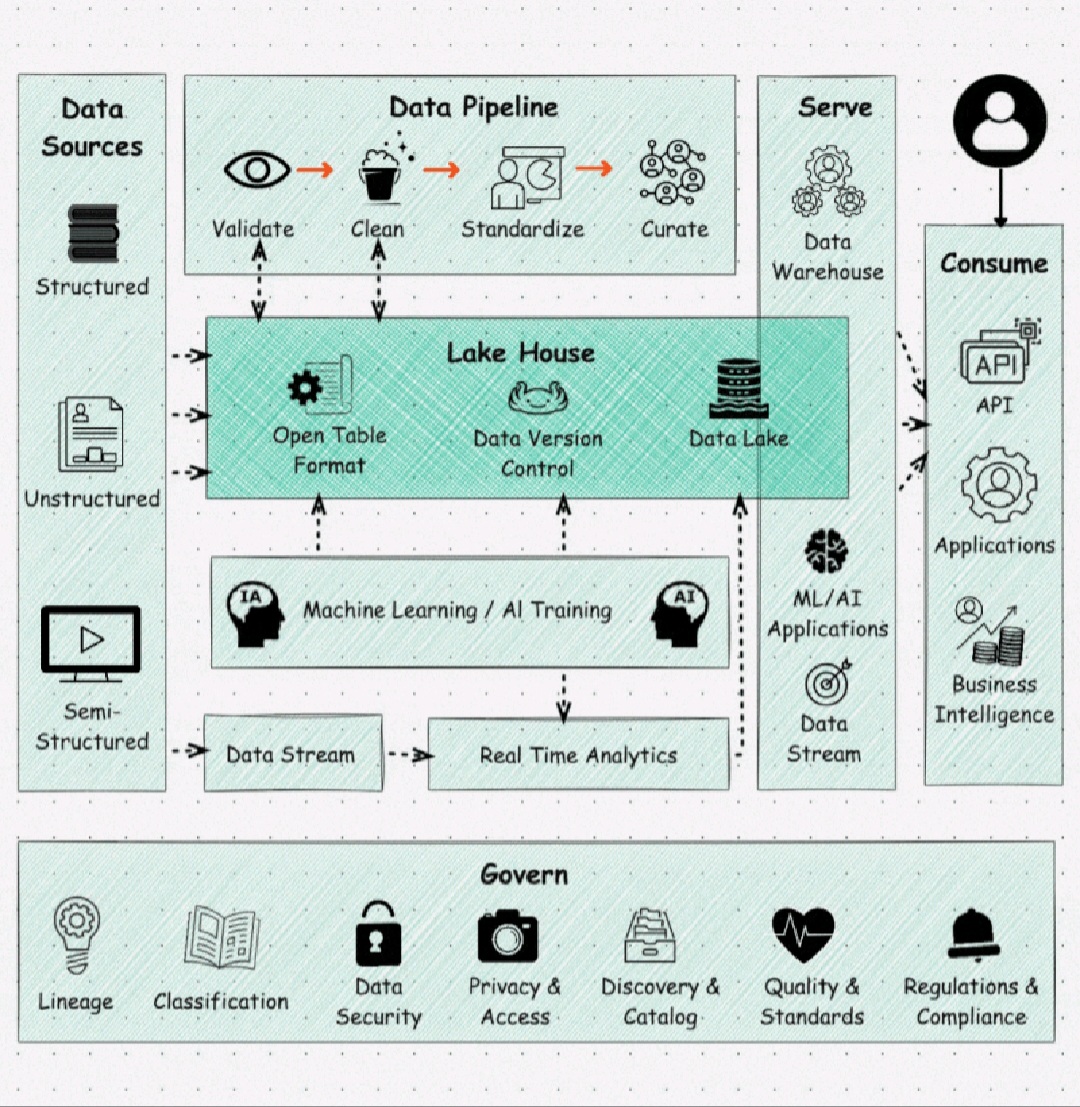 Data
Sources
Structured
Unstructured
Semi-
Structured
Data Pipeline
Validate
Clean
Standardize
Curate
Lake House
Open Table
Format
Data Version
Control
Data Lake
IA
Machine Learning / AI Training
AI
Data Stream
Real Time Analytics
Serve
Data
Warehouse
ML/AI
Applications
Data
Stream
Consume
API
API
Applications
Business
Intelligence
Govern
Lineage
Classification
Data
Security
Privacy &
Access
Discovery &
Catalog
Quality &
Standards
Regulations &
Compliance